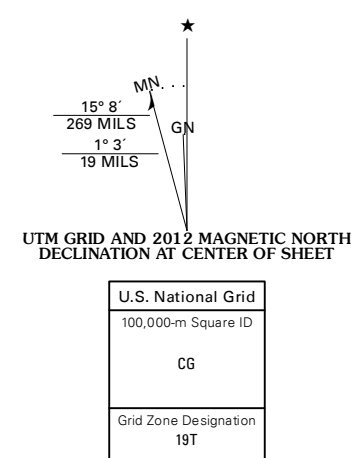 ★
MN
15° 8´
269 MILS
GN
1° 3´
19 MILS
UTM GRID AND 2012 MAGNETIC NORTH
DECLINATION AT CENTER OF SHEET
U.S. National Grid
100,000-m Square ID
CG
Grid Zone Designation
19T